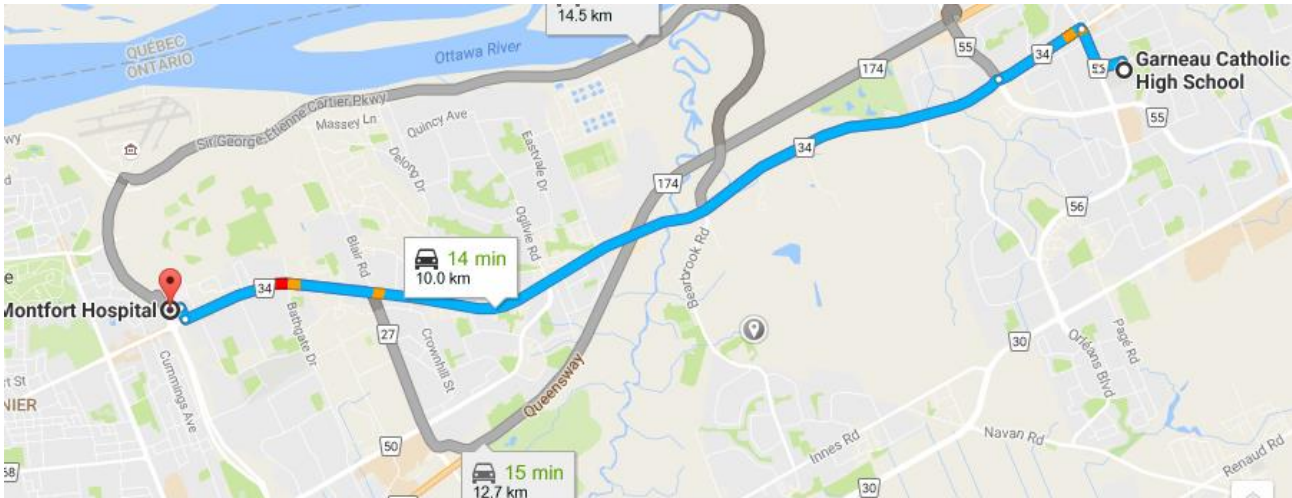 14.5 km
QUÉBEC
ONTARIO
Ottawa River
55
34
174
Garneau Catholic
High School
55
Sir George-Étienne Cartier Pkwy
Massey Ln
Quincy Ave
Delong Dr
Eastvale Dr
Ogilvie Rd
34
174
56
Blair Rd
14 min
10.0 km
Bearbrook Rd
34
Montfort Hospital
Bathgate Dr
27
Crownhill St
Cummings Ave
Queensway
30
Orléans Blvd
Pagé Rd
50
Innes Rd
Navan Rd
Renaud Rd
15 min
12.7 km
30